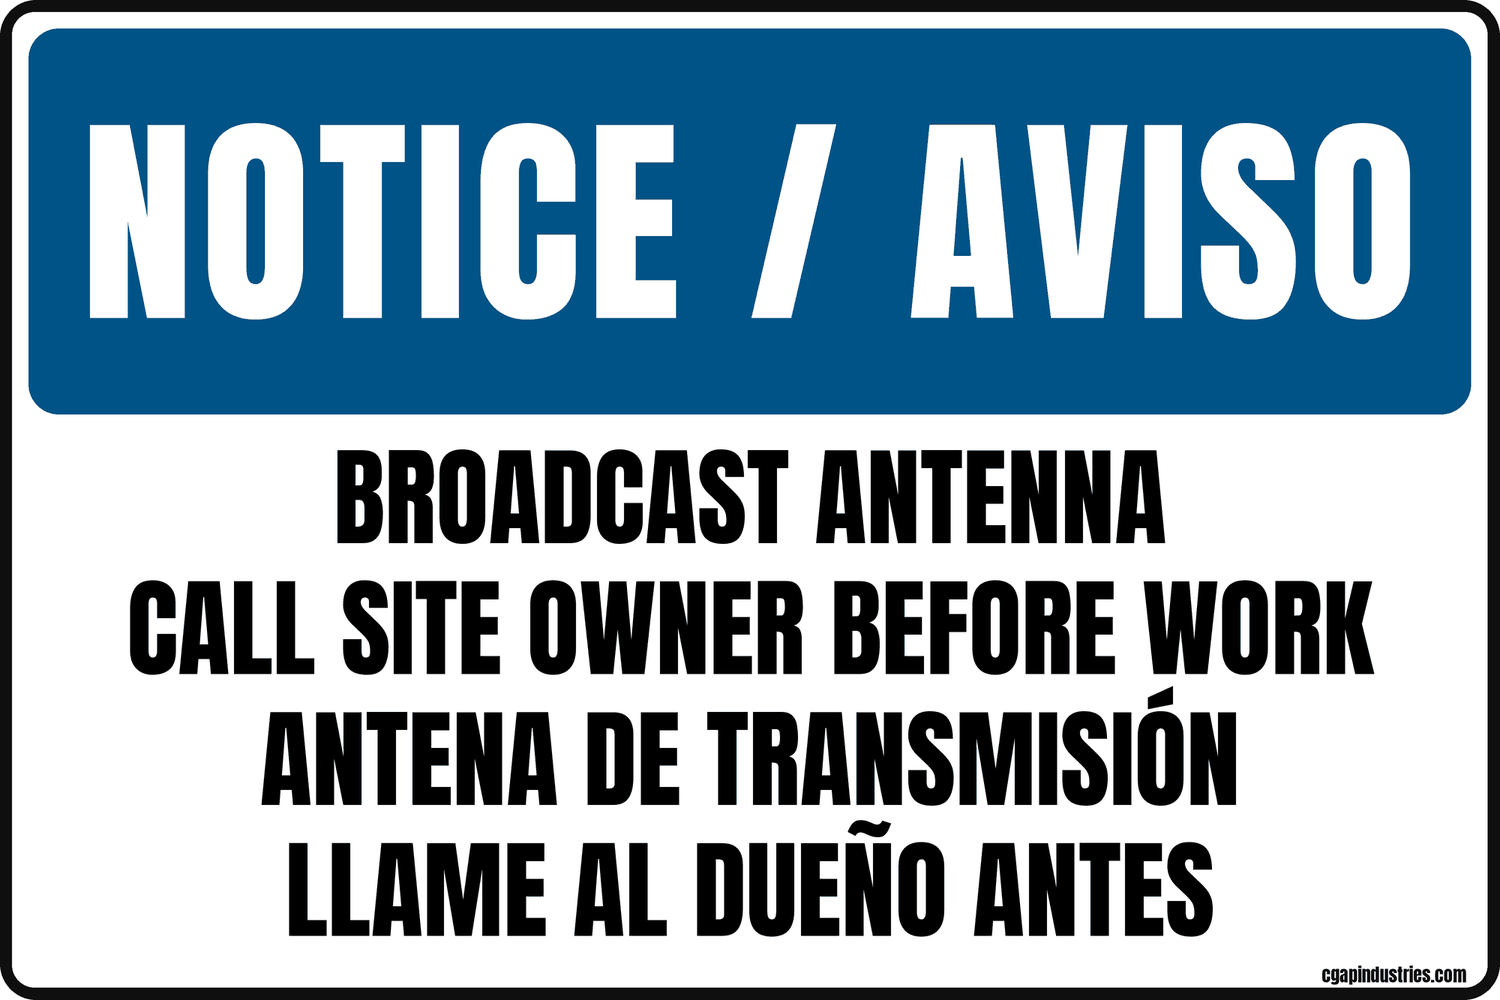 NOTICE / AVISO
BROADCAST ANTENNA
CALL SITE OWNER BEFORE WORK
ANTENA DE TRANSMISIÓN
LLAME AL DUEÑO ANTES
cgapindustries.com